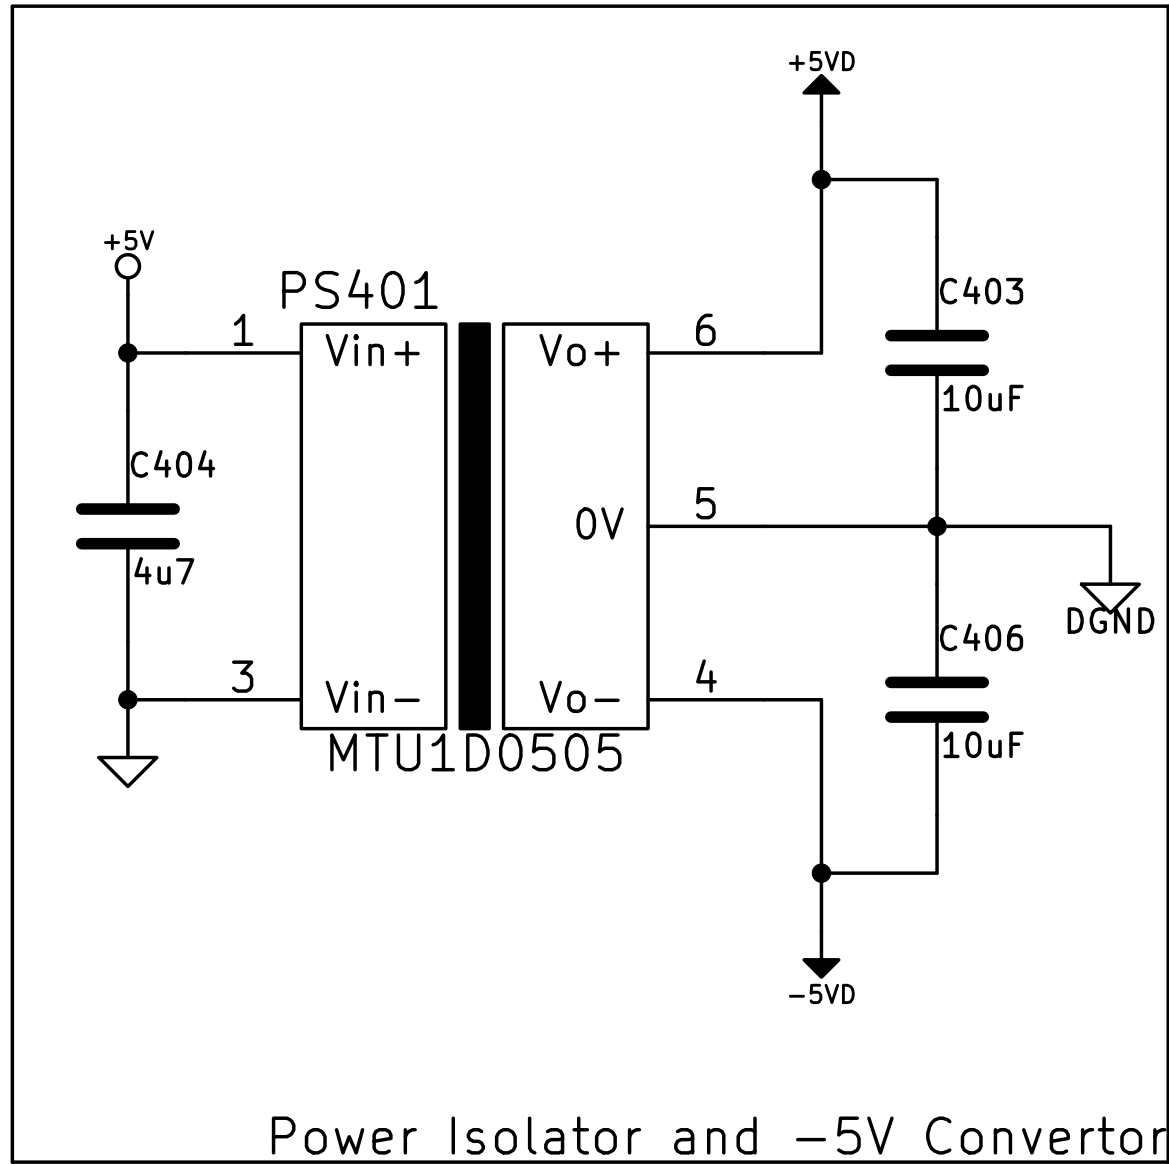 +5VD
+5V
PS401
C403
1
Vin+
Vo+
6
10uF
C404
0V
5
4u7
DGND
C406
3
Vin-
Vo-
4
10uF
MTU1D0505
-5VD
Power Isolator and -5V Convertor